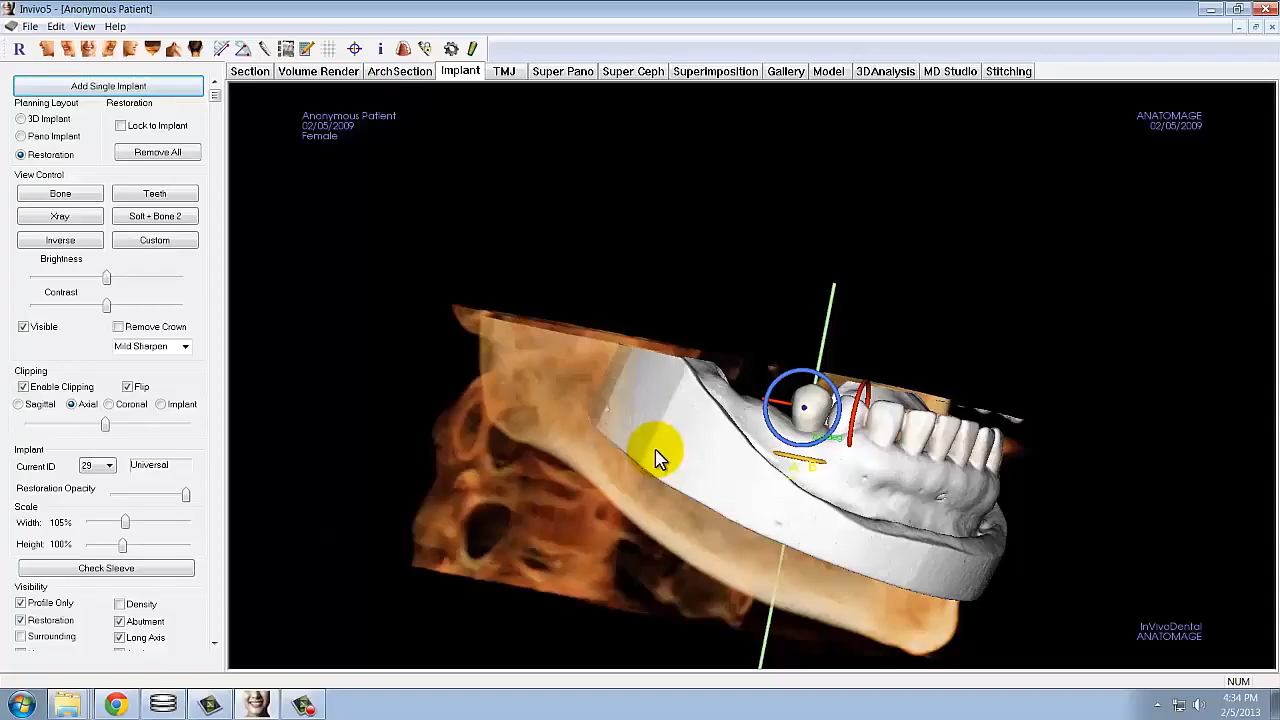 Invivo5 - [Anonymous Patient]
File Edit View Help
R
Section Volume Render ArchSection Implant TMJ Super Pano Super Ceph Superimposition Gallery Model 3DAnalysis MD Studio Stitching
Add Single Implant
Planning Layout Restoration
3D Implant Lock to Implant
Pano Implant
Restoration Remove All
View Control
Bone Teeth
Xray Soft + Bone 2
Inverse Custom
Brightness
Contrast
Visible Remove Crown
Mild Sharpen
Clipping
Enable Clipping Flip
Sagittal Axial Coronal Implant
Implant
Current ID 29 Universal
Restoration Opacity
Scale
Width: 105%
Height: 100%
Check Sleeve
Visibility
Profile Only Density
Restoration Abutment
Surrounding Long Axis
Anonymous Patient
02/05/2009
Female
ANATOMAGE
02/05/2009
A B
InVivoDental
ANATOMAGE
NUM
4:34 PM
2/5/2013